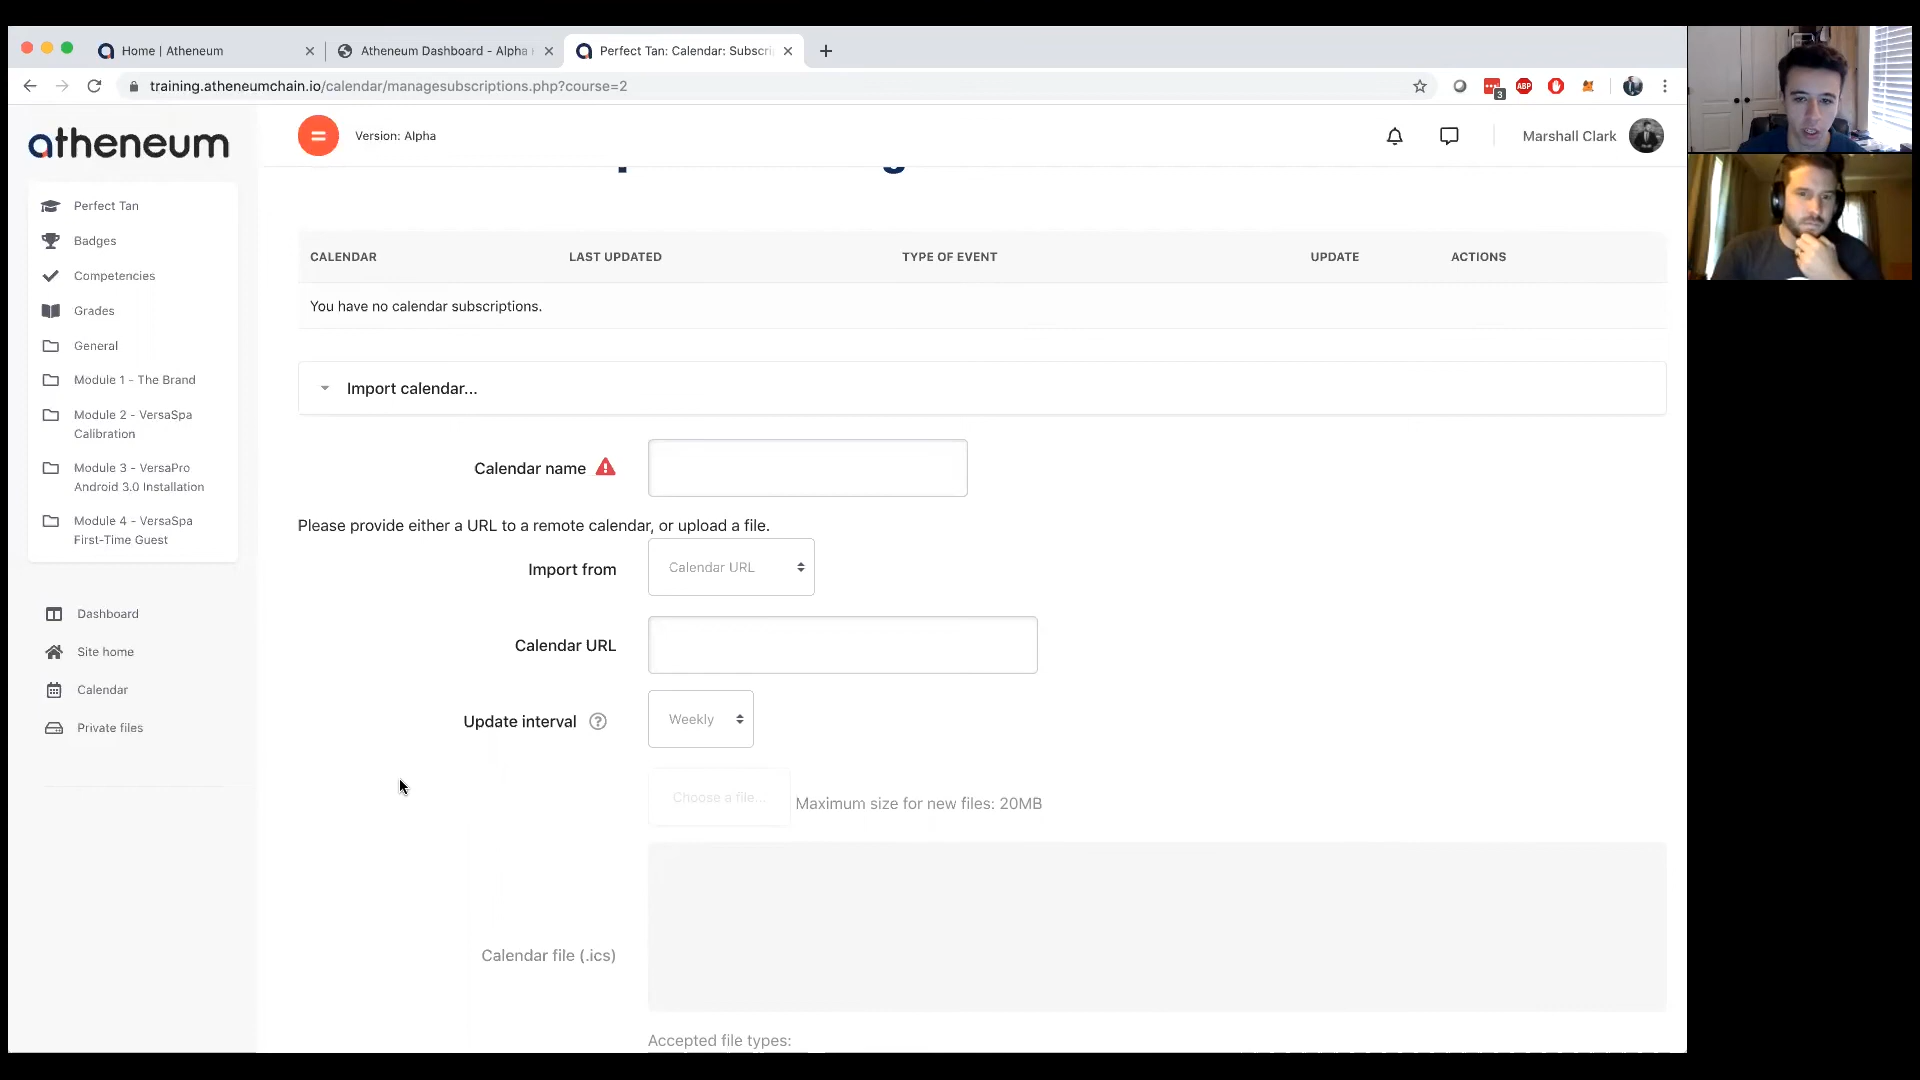 Home | Atheneum
Atheneum Dashboard - Alpha
Perfect Tan: Calendar: Subscri
training.atheneumchain.io/calendar/managesubscriptions.php?course=2
3
ABP
atheneum
Version: Alpha
Marshall Clark
Perfect Tan
Badges
Competencies
Grades
General
Module 1 - The Brand
Module 2 - VersaSpa
Calibration
Module 3 - VersaPro
Android 3.0 Installation
Module 4 - VersaSpa
First-Time Guest
Dashboard
Site home
Calendar
Private files
CALENDAR LAST UPDATED TYPE OF EVENT UPDATE ACTIONS
You have no calendar subscriptions.
Import calendar...
Calendar name
Please provide either a URL to a remote calendar, or upload a file.
Import from Calendar URL
Calendar URL
Update interval Weekly
Choose a file... Maximum size for new files: 20MB
Calendar file (.ics)
Accepted file types: